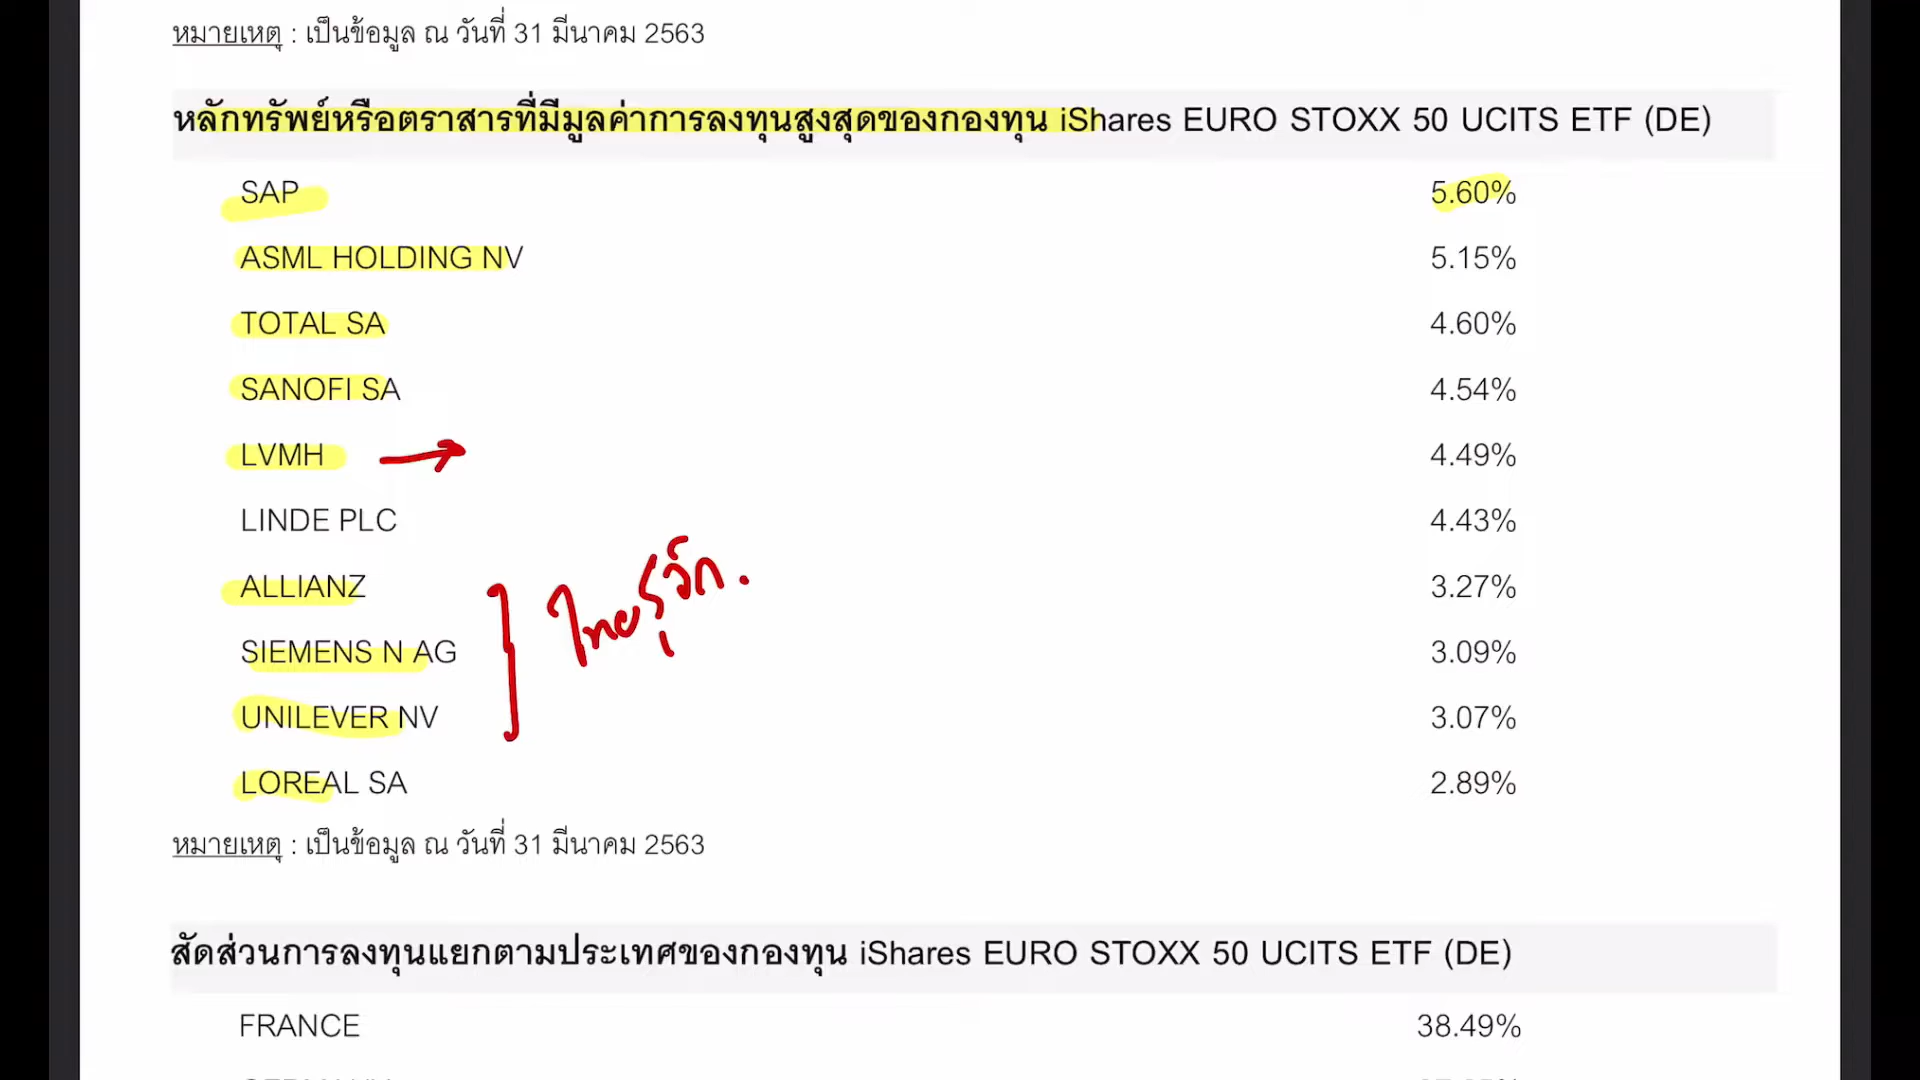 หมายเหตุ : เป็นข้อมูล ณ วันที่ 31 มีนาคม 2563
หลักทรัพย์หรือตราสารที่มีมูลค่าการลงทุนสูงสุดของกองทุน iShares EURO STOXX 50 UCITS ETF (DE)
SAP 5.60%
ASML HOLDING NV 5.15%
TOTAL SA 4.60%
SANOFI SA 4.54%
LVMH 4.49%
LINDE PLC 4.43%
ALLIANZ 3.27%
SIEMENS N AG 3.09%
UNILEVER NV 3.07%
LOREAL SA 2.89%
หมายเหตุ : เป็นข้อมูล ณ วันที่ 31 มีนาคม 2563
สัดส่วนการลงทุนแยกตามประเทศของกองทุน iShares EURO STOXX 50 UCITS ETF (DE)
FRANCE 38.49%